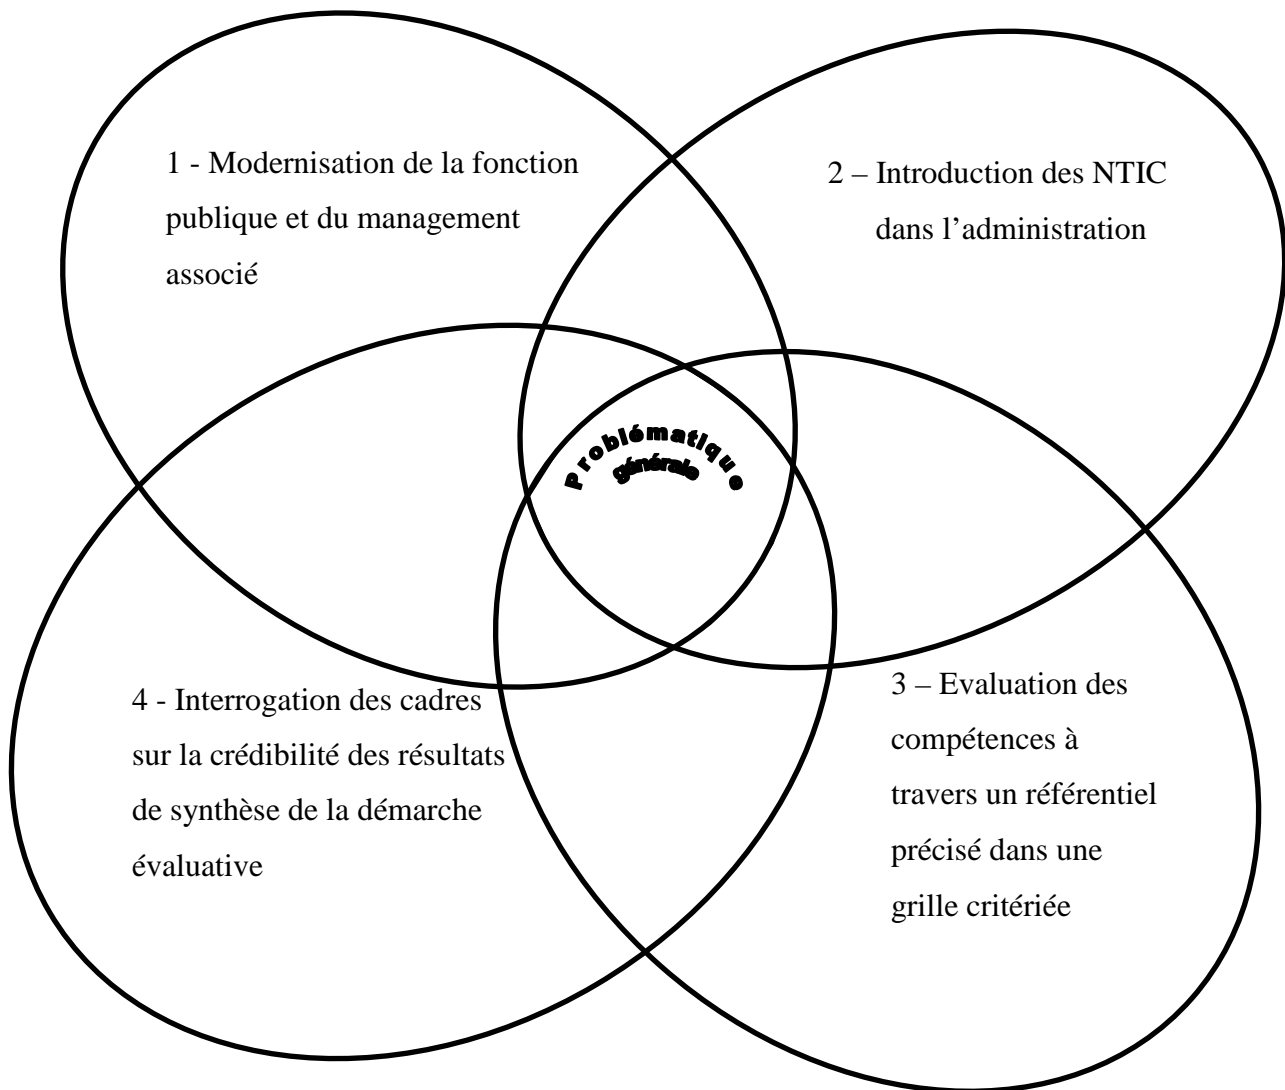 1 - Modernisation de la fonction
publique et du management
associé
2 – Introduction des NTIC
dans l’administration
Problématique
générale
4 - Interrogation des cadres
sur la crédibilité des résultats
de synthèse de la démarche
évaluative
3 – Evaluation des
compétences à
travers un référentiel
précisé dans une
grille critériée